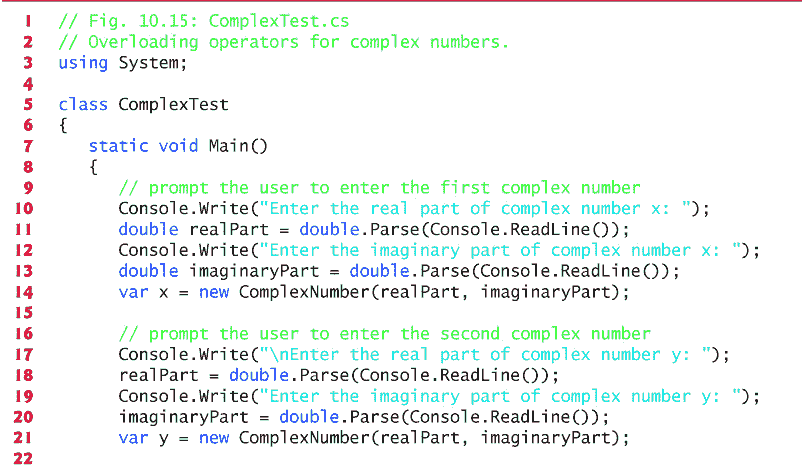 1 // Fig. 10.15: ComplexTest.cs
2 // Overloading operators for complex numbers.
3 using System;
4
5 class ComplexTest
6 {
7 static void Main()
8 {
9 // prompt the user to enter the first complex number
10 Console.Write("Enter the real part of complex number x: ");
11 double realPart = double.Parse(Console.ReadLine());
12 Console.Write("Enter the imaginary part of complex number x: ");
13 double imaginaryPart = double.Parse(Console.ReadLine());
14 var x = new ComplexNumber(realPart, imaginaryPart);
15
16 // prompt the user to enter the second complex number
17 Console.Write("\nEnter the real part of complex number y: ");
18 realPart = double.Parse(Console.ReadLine());
19 Console.Write("Enter the imaginary part of complex number y: ");
20 imaginaryPart = double.Parse(Console.ReadLine());
21 var y = new ComplexNumber(realPart, imaginaryPart);
22